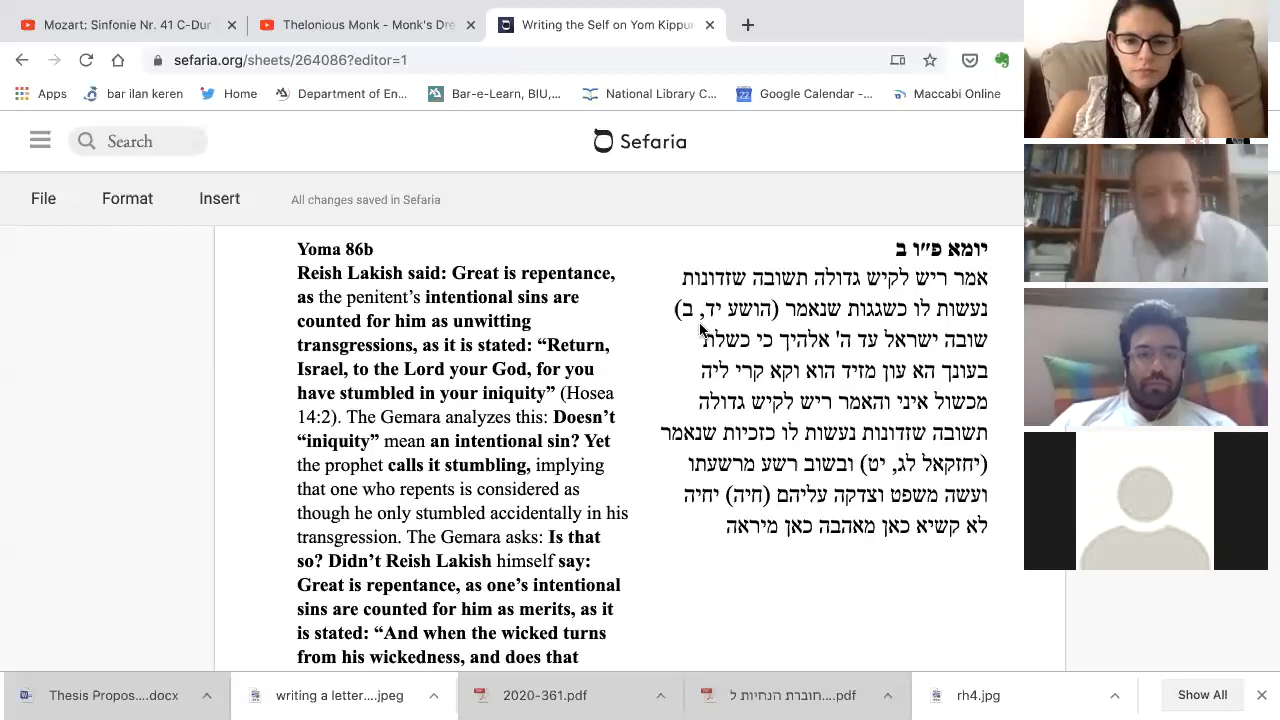 Mozart: Sinfonie Nr. 41 C-Dur
Thelonious Monk - Monk's Dre
Writing the Self on Yom Kippur
sefaria.org/sheets/264086?editor=1
Apps
bar ilan keren
Home
Department of En...
Bar-e-Learn, BIU,...
National Library C...
22
Google Calendar -...
Maccabi Online
Search
Sefaria
File
Format
Insert
All changes saved in Sefaria
Yoma 86b
Reish Lakish said: Great is repentance,
as the penitent's intentional sins are
counted for him as unwitting
transgressions, as it is stated: “Return,
Israel, to the Lord your God, for you
have stumbled in your iniquity” (Hosea
14:2). The Gemara analyzes this: Doesn't
“iniquity” mean an intentional sin? Yet
the prophet calls it stumbling, implying
that one who repents is considered as
though he only stumbled accidentally in his
transgression. The Gemara asks: Is that
so? Didn't Reish Lakish himself say:
Great is repentance, as one's intentional
sins are counted for him as merits, as it
is stated: “And when the wicked turns
from his wickedness, and does that
יומא פ״ו ב
אמר ריש לקיש גדולה תשובה שזדונות
נעשות לו כשגגות שנאמר (הושע יד, ב)
שובה ישראל עד ה' אלהיך כי כשלת
בעונך הא עון מזיד הוא וקא קרי ליה
מכשול איני והאמר ריש לקיש גדולה
תשובה שזדונות נעשות לו כזכיות שנאמר
(יחזקאל לג, יט) ובשוב רשע מרשעתו
ועשה משפט וצדקה עליהם (חיה) יחיה
לא קשיא כאן מאהבה כאן מיראה
Thesis Propos....docx
writing a letter....jpeg
2020-361.pdf
חוברת הנחיות ל....pdf
rh4.jpg
Show All